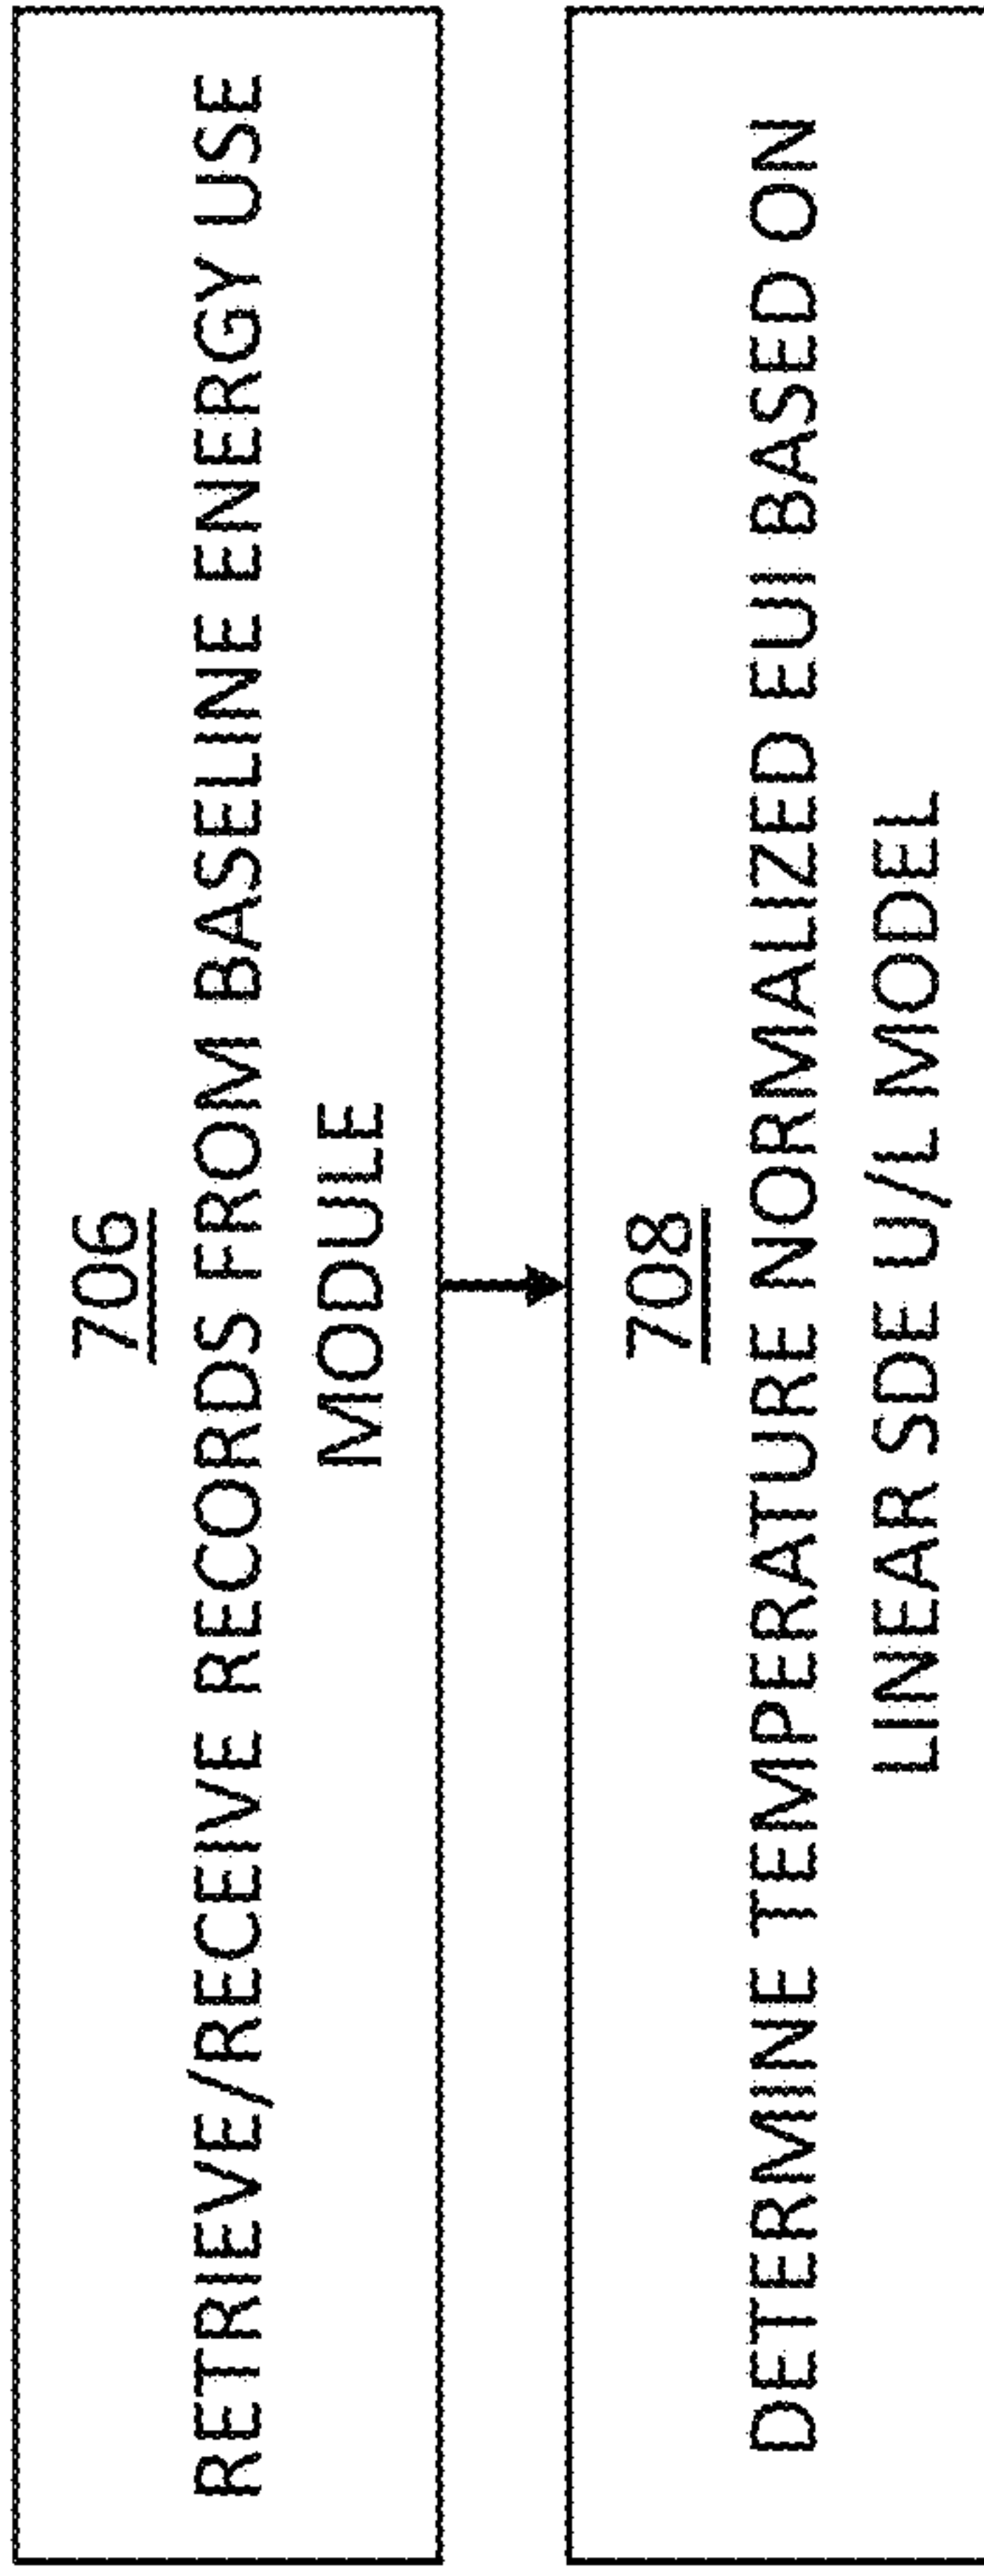 706
RETRIEVE/RECEIVE RECORDS FROM BASELINE ENERGY USE
MODULE
708
DETERMINE TEMPERATURE NORMALIZED EUI BASED ON
LINEAR SDE U/L MODEL